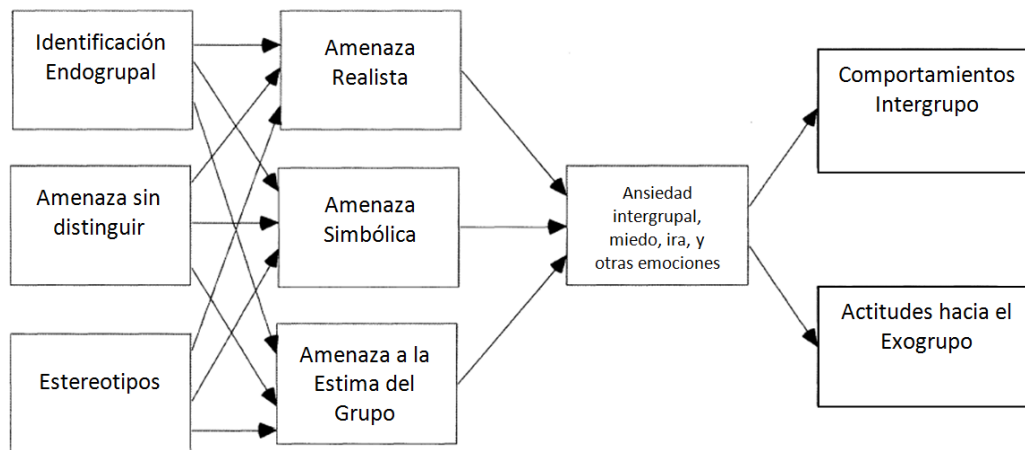 Identificación
Endogrupal
Amenaza sin
distinguir
Estereotipos
Amenaza
Realista
Amenaza
Simbólica
Amenaza a la
Estima del
Grupo
Ansiedad
intergrupal,
miedo, ira, y
otras emociones
Comportamientos
Intergrupo
Actitudes hacia el
Exogrupo